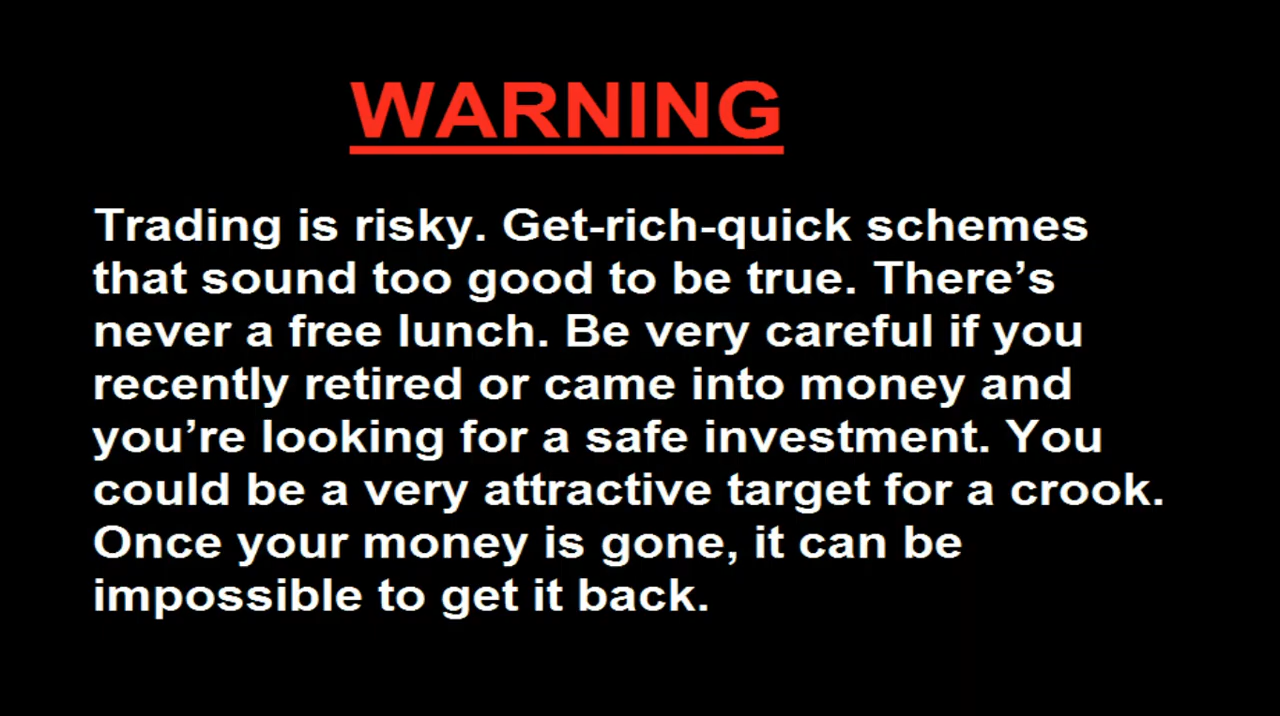 WARNING
Trading is risky. Get-rich-quick schemes
that sound too good to be true. There’s
never a free lunch. Be very careful if you
recently retired or came into money and
you’re looking for a safe investment. You
could be a very attractive target for a crook.
Once your money is gone, it can be
impossible to get it back.